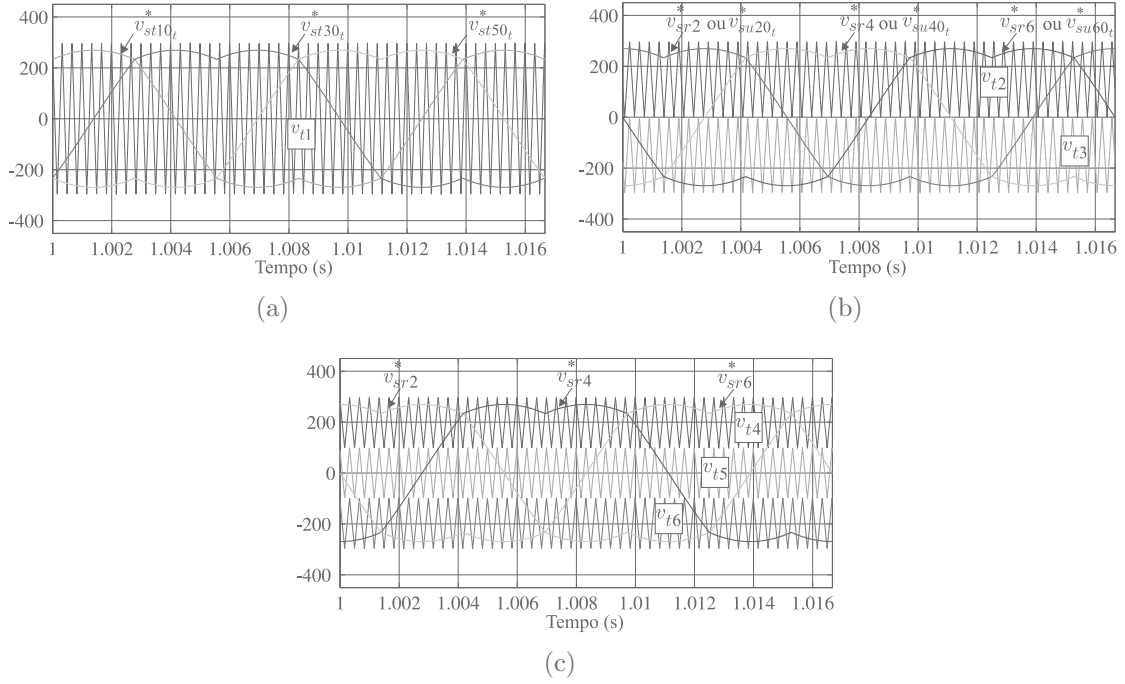 400
200
0
-200
-400
v*st10t
v*st30t
v*st50t
vt1
1 1.002 1.004 1.006 1.008 1.01 1.012 1.014 1.016
Tempo (s)
(a)
400
200
0
-200
-400
v*sr2 ou v*su20t
v*sr4 ou v*su40t
v*sr6 ou v*su60t
vt2
vt3
1 1.002 1.004 1.006 1.008 1.01 1.012 1.014 1.016
Tempo (s)
(b)
400
200
0
-200
-400
v*sr2
v*sr4
v*sr6
vt4
vt5
vt6
1 1.002 1.004 1.006 1.008 1.01 1.012 1.014 1.016
Tempo (s)
(c)